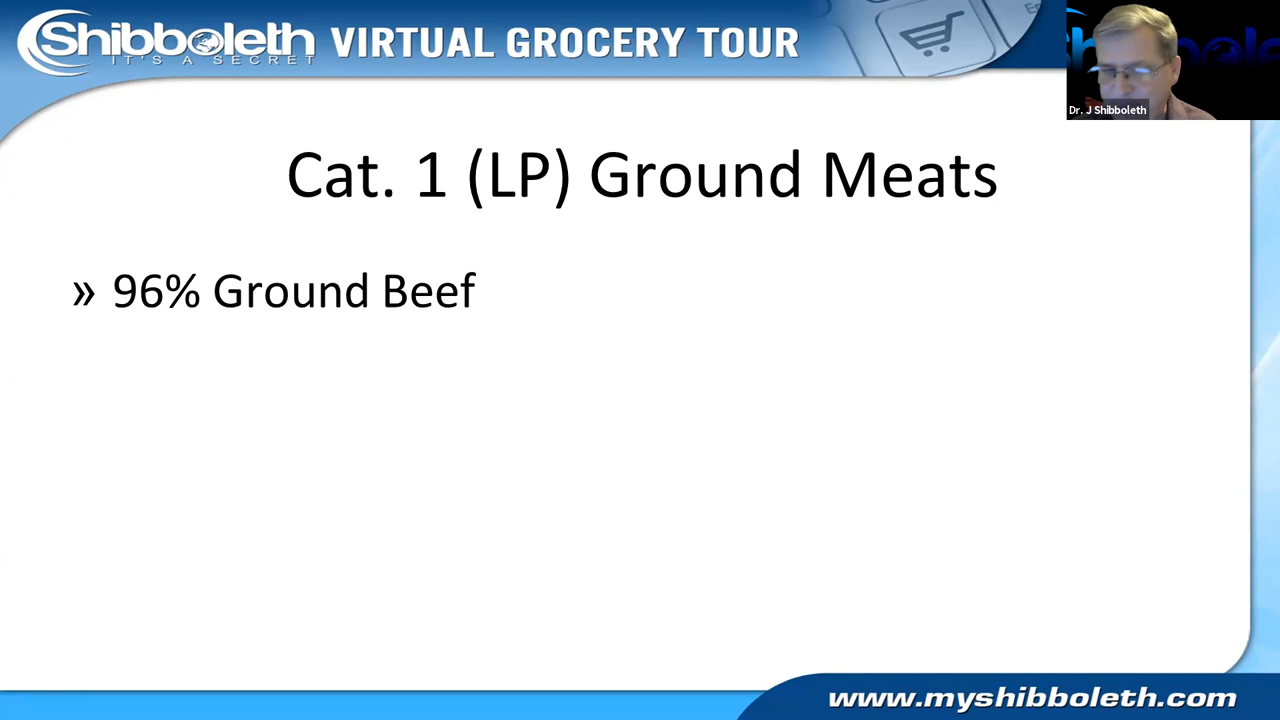 Shibboleth VIRTUAL GROCERY TOUR
IT'S A SECRET
Dr. J Shibboleth
Cat. 1 (LP) Ground Meats
» 96% Ground Beef
www.myshibboleth.com